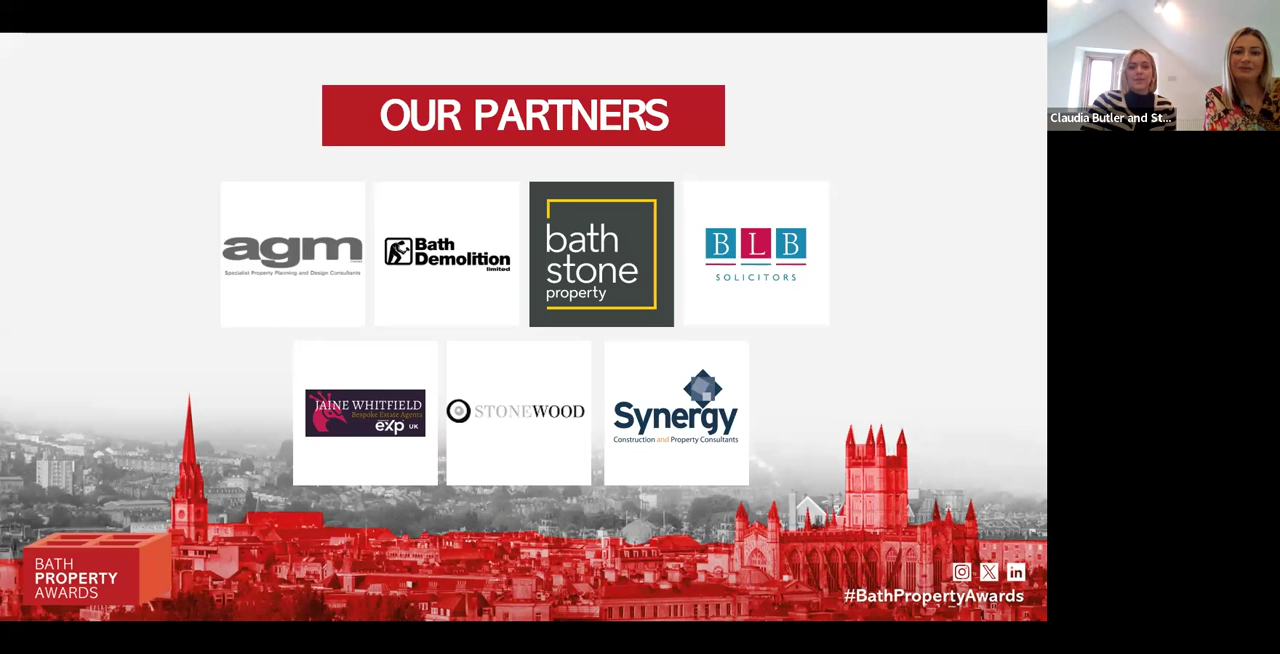 OUR PARTNERS
Claudia Butler and St...
agm
Specialist Property Planning and Design Consultants
Bath
Demolition
limited
bath
stone
property
B L B
SOLICITORS
JAINE WHITFIELD
Bespoke Estate Agents
exp UK
STONEWOOD
Synergy
Construction and Property Consultants
BATH
PROPERTY
AWARDS
#BathPropertyAwards